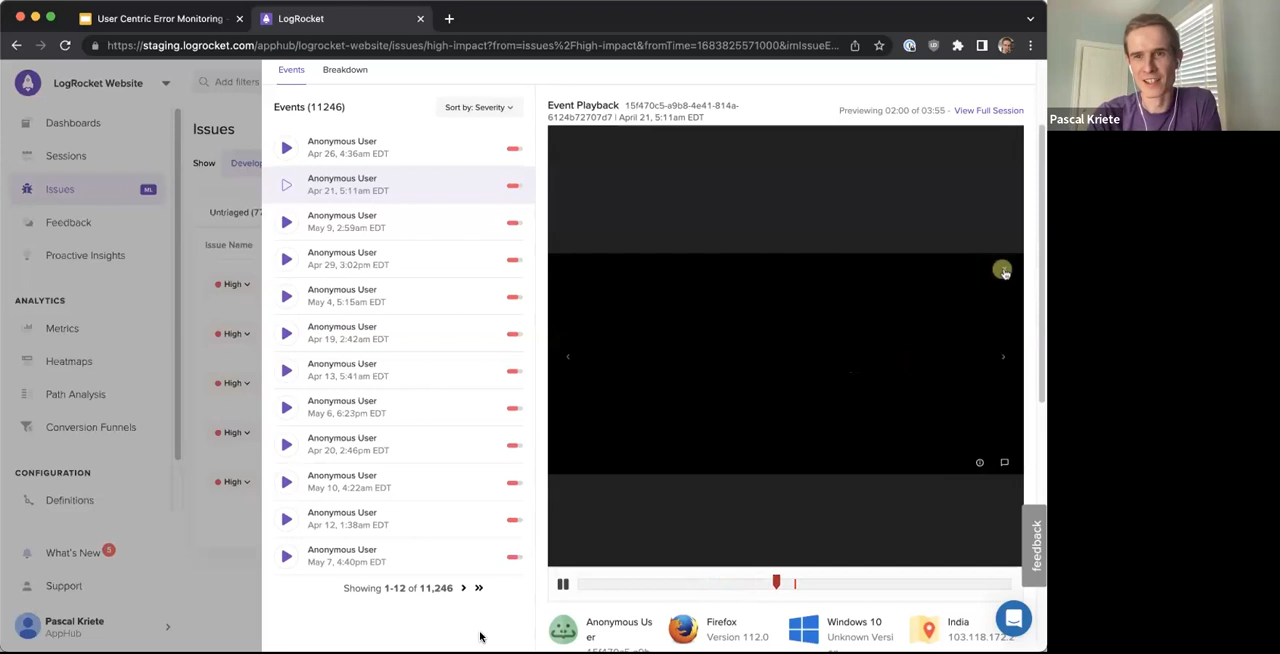 User Centric Error Monitoring
LogRocket
https://staging.logrocket.com/apphub/logrocket-website/issues/high-impact?from=issues%2Fhigh-impact&fromTime=1683825571000&imIssueE...
LogRocket Website
Add filters
Dashboards
Sessions
Issues
ML
Feedback
Proactive Insights
ANALYTICS
Metrics
Heatmaps
Path Analysis
Conversion Funnels
CONFIGURATION
Definitions
What's New
5
Support
Pascal Kriete
AppHub
Issues
Show
Develop
Untriaged (77
Issue Name
High
High
High
High
High
Events
Breakdown
Events (11246)
Sort by: Severity
Anonymous User
Apr 26, 4:36am EDT
Anonymous User
Apr 21, 5:11am EDT
Anonymous User
May 9, 2:59am EDT
Anonymous User
Apr 29, 3:02pm EDT
Anonymous User
May 4, 5:15am EDT
Anonymous User
Apr 19, 2:42am EDT
Anonymous User
Apr 13, 5:41am EDT
Anonymous User
May 6, 6:23pm EDT
Anonymous User
Apr 20, 2:46pm EDT
Anonymous User
May 10, 4:22am EDT
Anonymous User
Apr 12, 1:38am EDT
Anonymous User
May 7, 4:40pm EDT
Showing 1-12 of 11,246
Event Playback 15f470c5-a9b8-4e41-814a-
6124b72707d7 | April 21, 5:11am EDT
Previewing 02:00 of 03:55 - View Full Session
feedback
Anonymous Us
er
Firefox
Version 112.0
Windows 10
Unknown Versi
India
103.118.172.2
Pascal Kriete